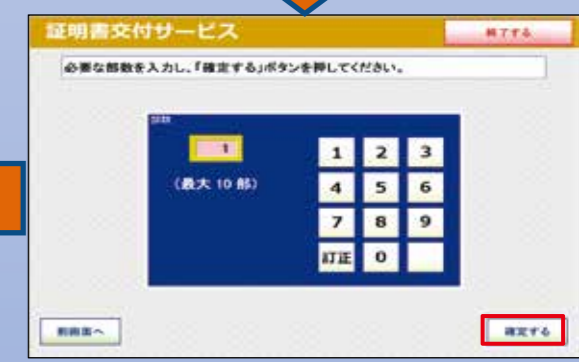 証明書交付サービス
終了する
必要な部数を入力し、「確定する」ボタンを押してください。
部数
1
(最大 10 部)
1 2 3
4 5 6
7 8 9
訂正 0
前画面へ
確定する